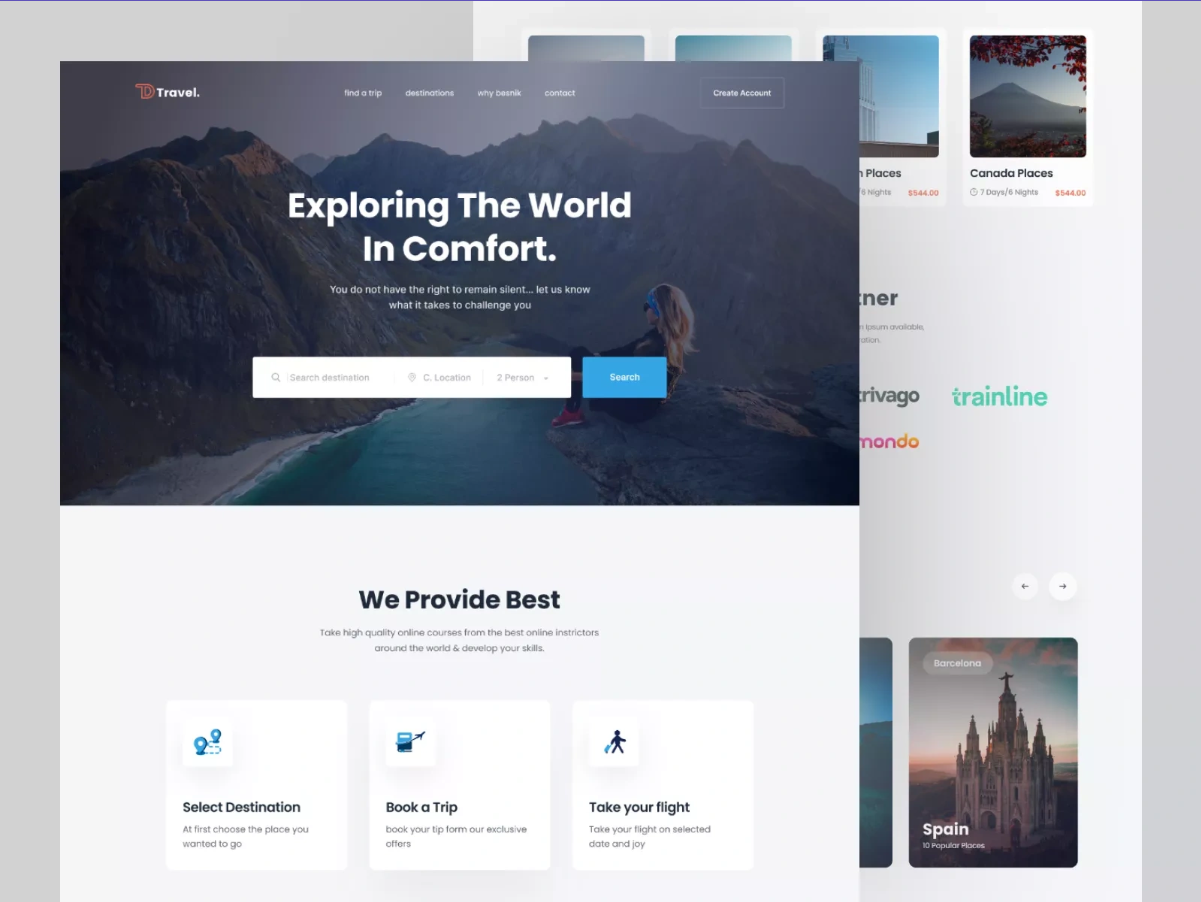 Travel.
find a trip
destinations
why besnik
contact
Create Account
Exploring The World
In Comfort.
You do not have the right to remain silent... let us know
what it takes to challenge you
Search destination
C. Location
2 Person
Search
We Provide Best
Take high quality online courses from the best online instrictors
around the world & develop your skills.
Select Destination
At first choose the place you
wanted to go
Book a Trip
book your tip form our exclusive
offers
Take your flight
Take your flight on selected
date and joy
Places
6 Nights
$544.00
Canada Places
7 Days/6 Nights
$544.00
Ipsum available,
trainline
Barcelona
Spain
10 Popular Places